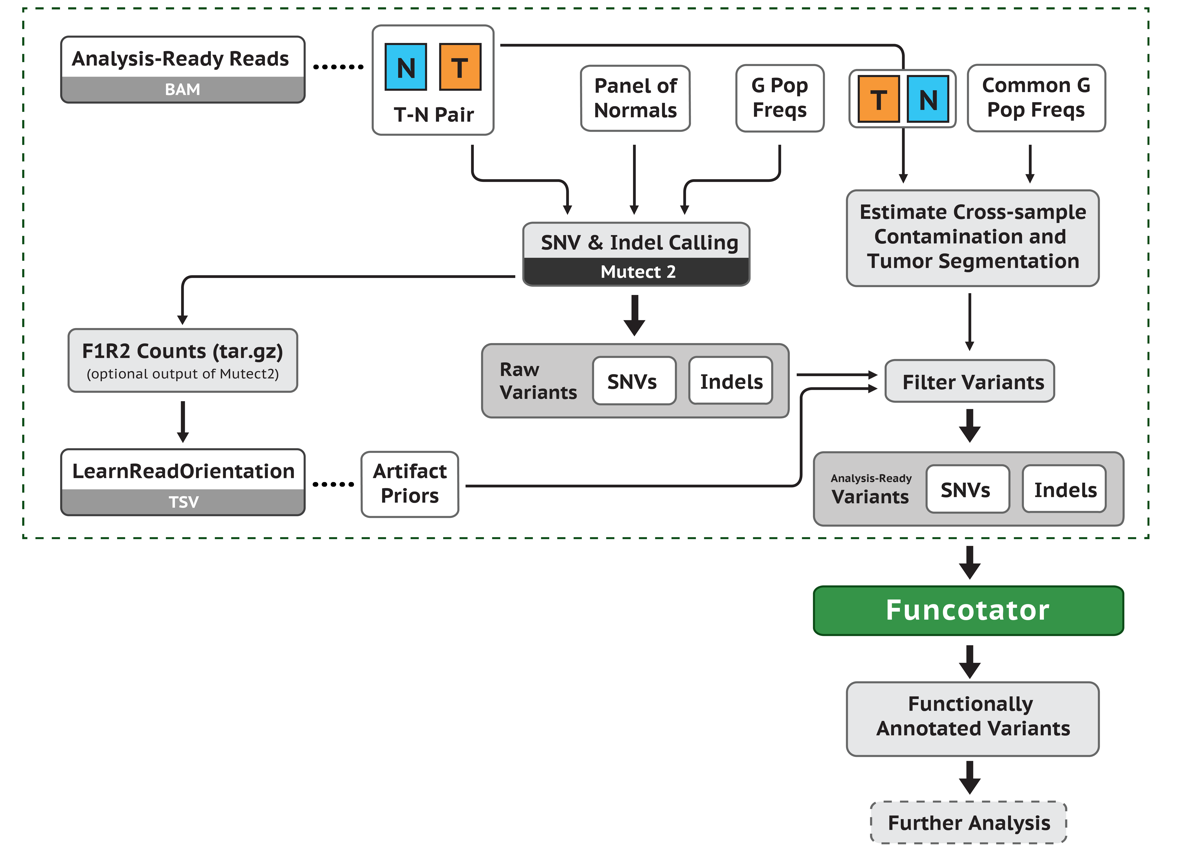 Analysis-Ready Reads
BAM
N T
T-N Pair
Panel of
Normals
G Pop
Freqs
T N
Common G
Pop Freqs
SNV & Indel Calling
Mutect 2
Estimate Cross-sample
Contamination and
Tumor Segmentation
F1R2 Counts (tar.gz)
(optional output of Mutect2)
Raw
Variants
SNVs
Indels
Filter Variants
LearnReadOrientation
TSV
Artifact
Priors
Analysis-Ready
Variants
SNVs
Indels
Funcotator
Functionally
Annotated Variants
Further Analysis